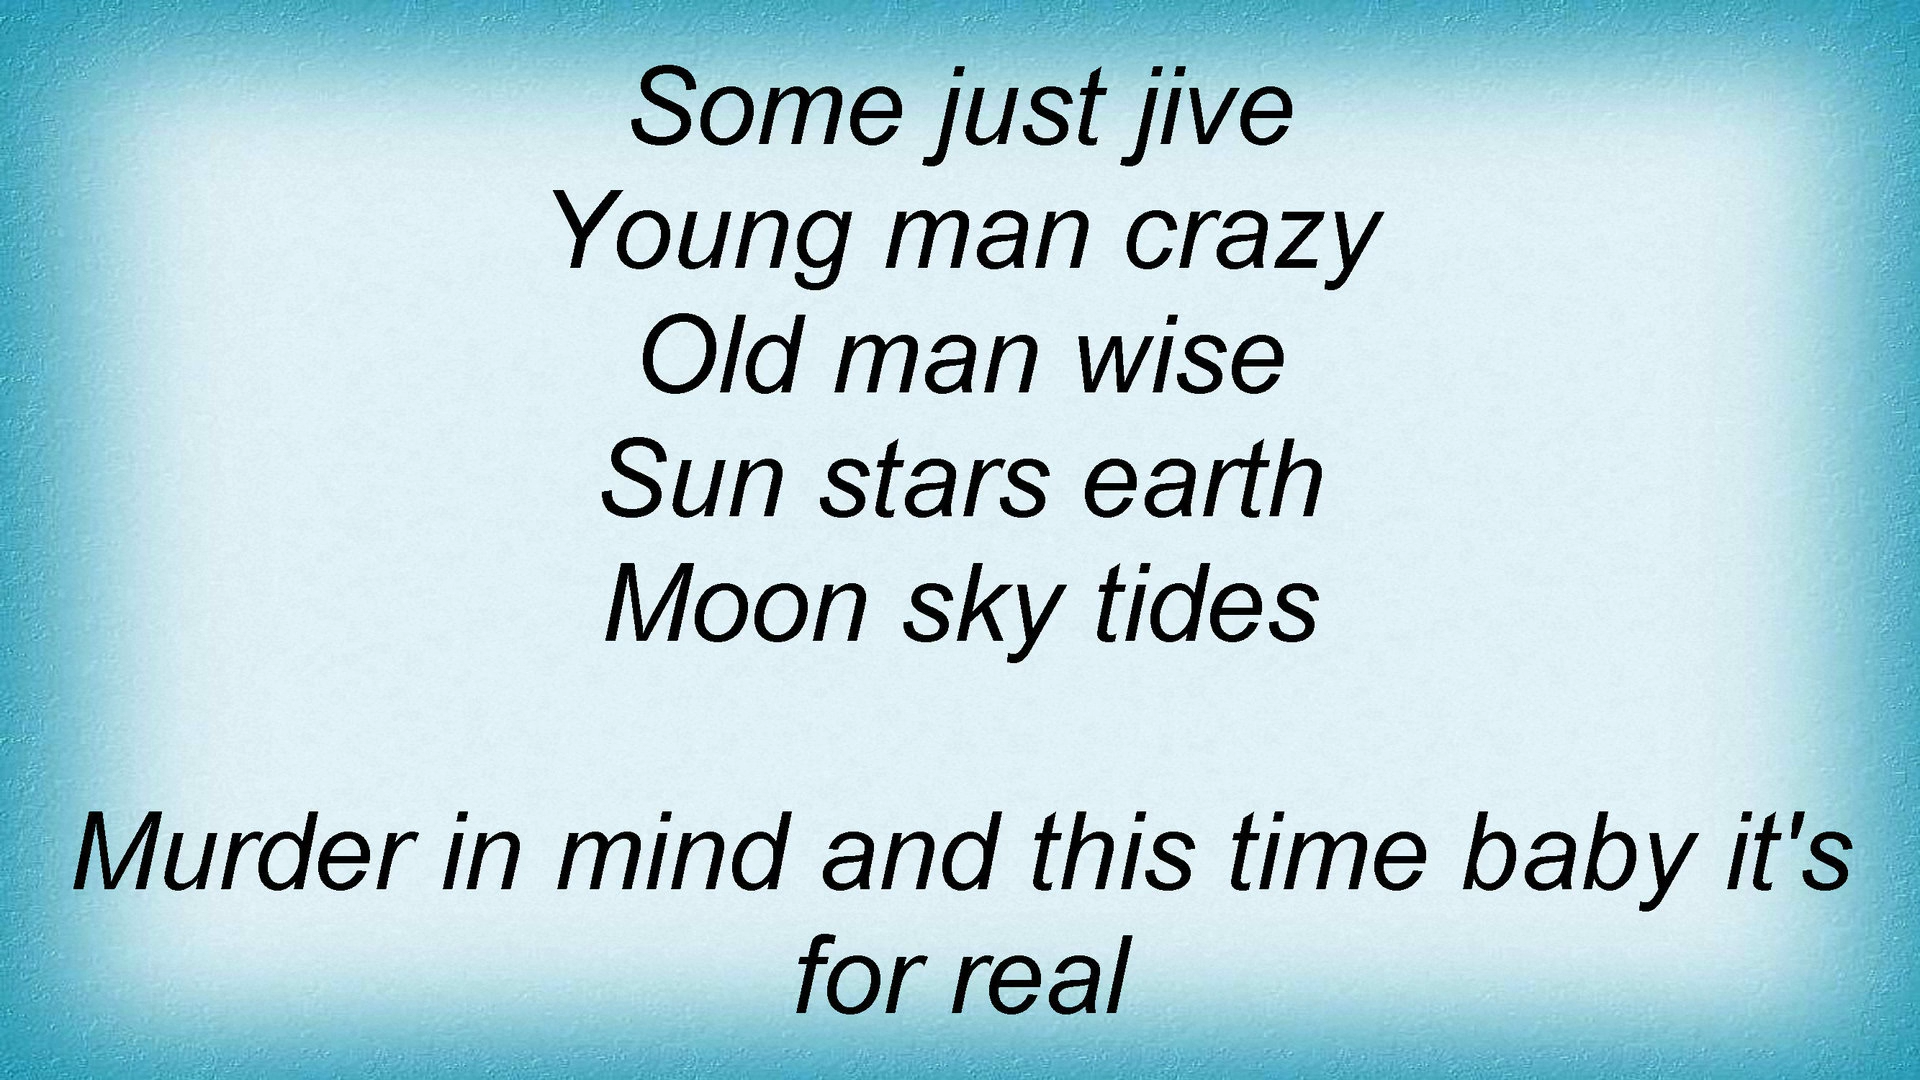 Some just jive
Young man crazy
Old man wise
Sun stars earth
Moon sky tides
Murder in mind and this time baby it's
for real